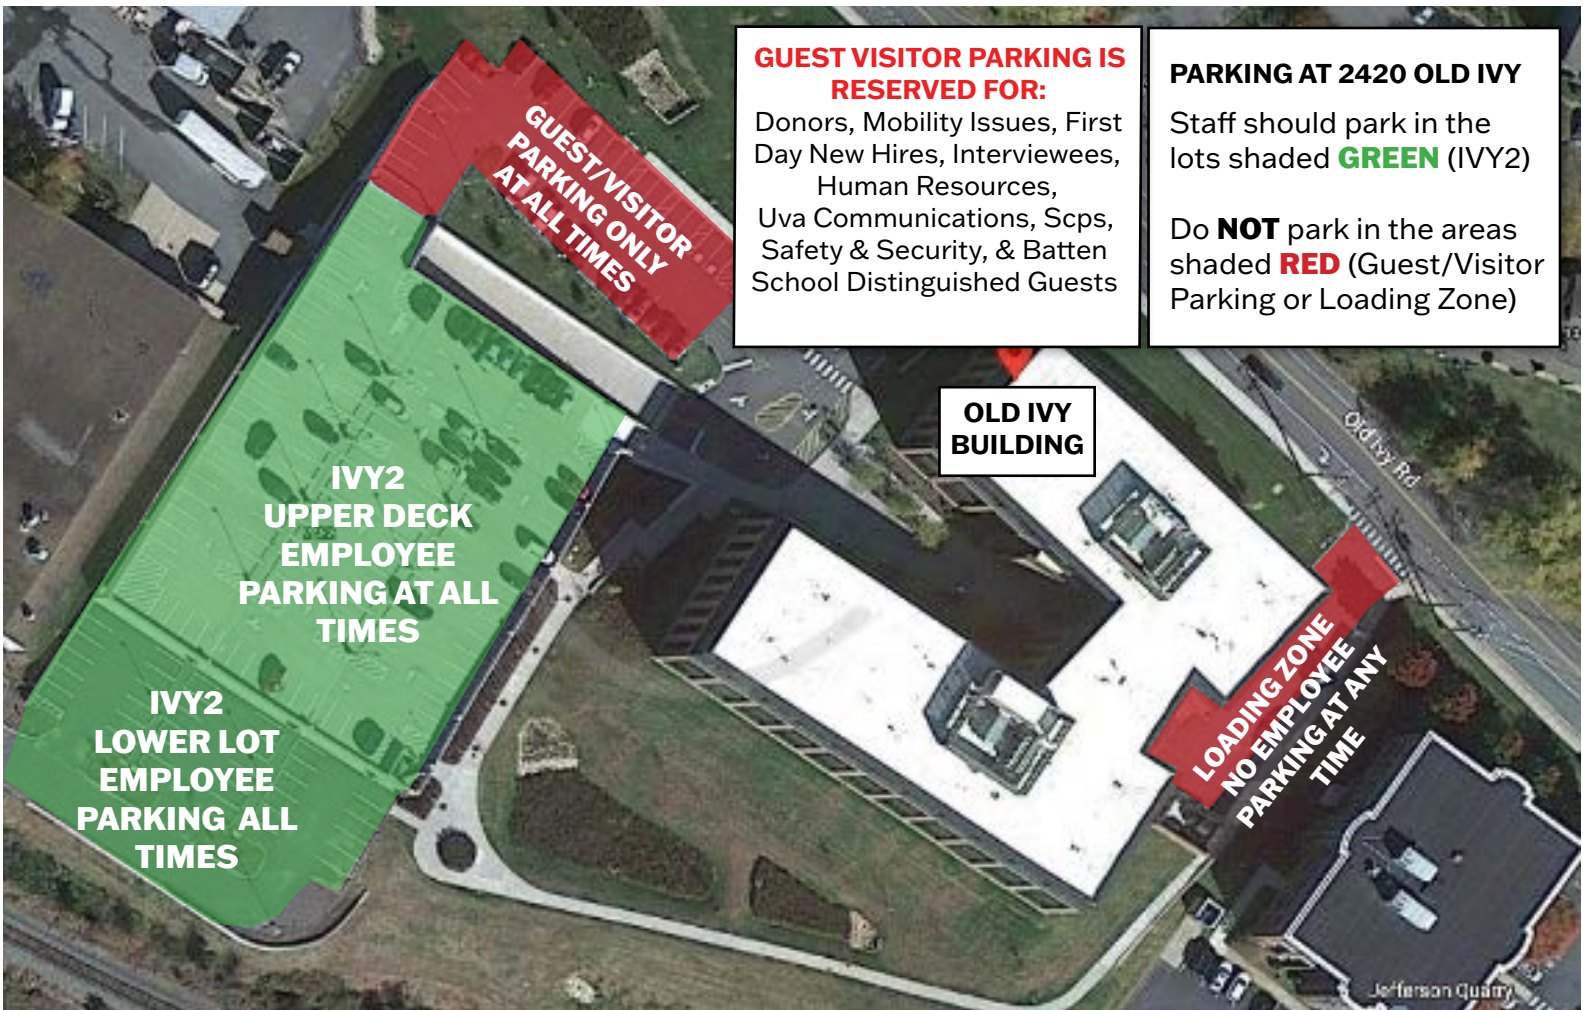 GUEST VISITOR PARKING IS
RESERVED FOR:
Donors, Mobility Issues, First
Day New Hires, Interviewees,
Human Resources,
Uva Communications, Scps,
Safety & Security, & Batten
School Distinguished Guests
PARKING AT 2420 OLD IVY
Staff should park in the
lots shaded GREEN (IVY2)
Do NOT park in the areas
shaded RED (Guest/Visitor
Parking or Loading Zone)
GUEST/VISITOR
PARKING ONLY
AT ALL TIMES
OLD IVY
BUILDING
Old Ivy Rd
IVY2
UPPER DECK
EMPLOYEE
PARKING AT ALL
TIMES
IVY2
LOWER LOT
EMPLOYEE
PARKING ALL
TIMES
LOADING ZONE
NO EMPLOYEE
PARKING AT ANY
TIME
Jefferson Quarry